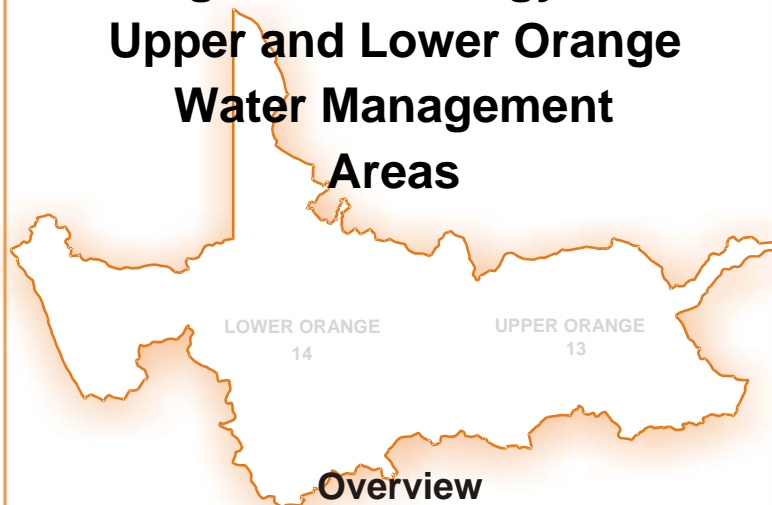 Upper and Lower Orange
Water Management
Areas
LOWER ORANGE
14
UPPER ORANGE
13
Overview